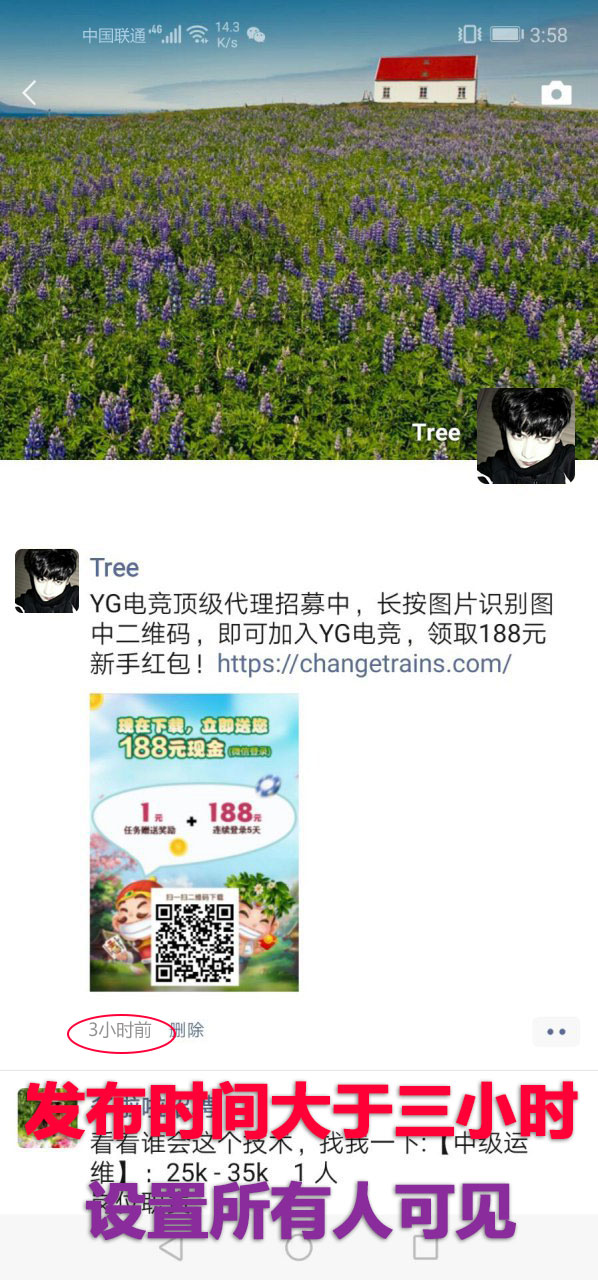 中国联通 4G 14.3 K/s 3:58
Tree
Tree
YG电竞顶级代理招募中，长按图片识别图
中二维码，即可加入YG电竞，领取188元
新手红包！https://changetrains.com/
现在下载，立即送您
188元现金(微信登录)
1元 + 188元
任务赠送奖励 连续登录5天
扫一扫二维码下载
3小时前 删除
发布时间大于三小时
看看谁会这个技术，找我一下:【中级运
维】：25k - 35k 1 人
设置所有人可见